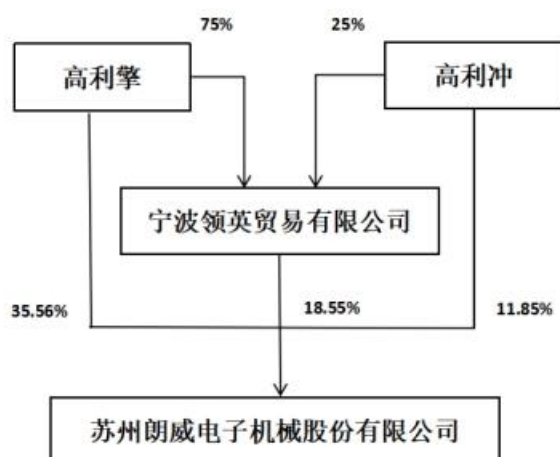 75%
25%
高利擎
高利冲
宁波领英贸易有限公司
35.56%
18.55%
11.85%
苏州朗威电子机械股份有限公司